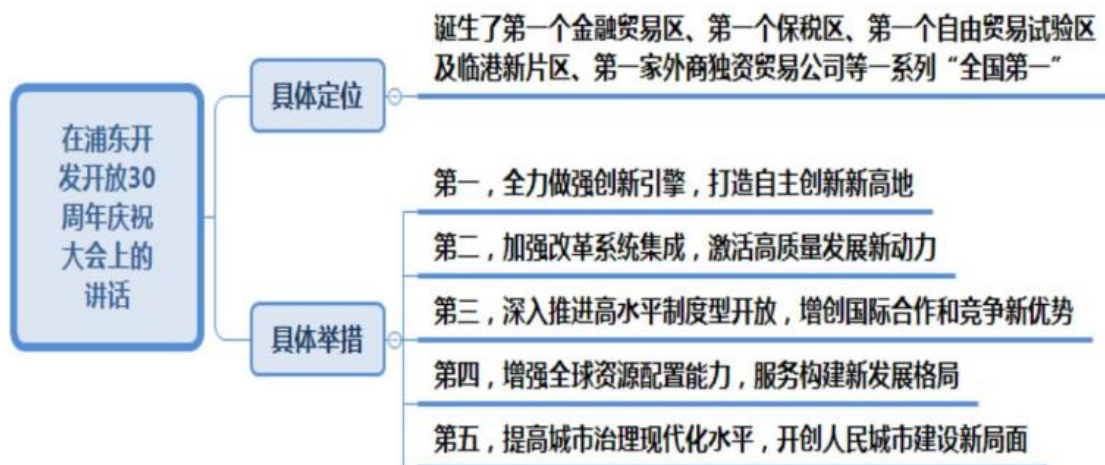 在浦东开
发开放30
周年庆祝
大会上的
讲话
具体定位
诞生了第一个金融贸易区、第一个保税区、第一个自由贸易试验区
及临港新片区、第一家外商独资贸易公司等一系列“全国第一”
具体举措
第一，全力做强创新引擎，打造自主创新新高地
第二，加强改革系统集成，激活高质量发展新动力
第三，深入推进高水平制度型开放，增创国际合作和竞争新优势
第四，增强全球资源配置能力，服务构建新发展格局
第五，提高城市治理现代化水平，开创人民城市建设新局面